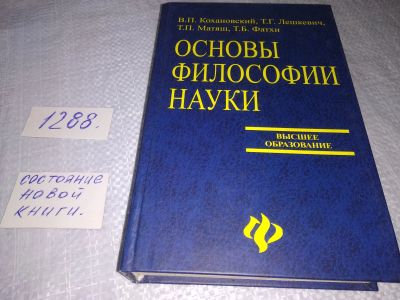 В.П. Кохановский, Т.Г. Лешкевич,
Т.П. Матяш, Т.Б. Фатхи
ОСНОВЫ
ФИЛОСОФИИ
НАУКИ
ВЫСШЕЕ
ОБРАЗОВАНИЕ
1288.
состояние
новой
книги.